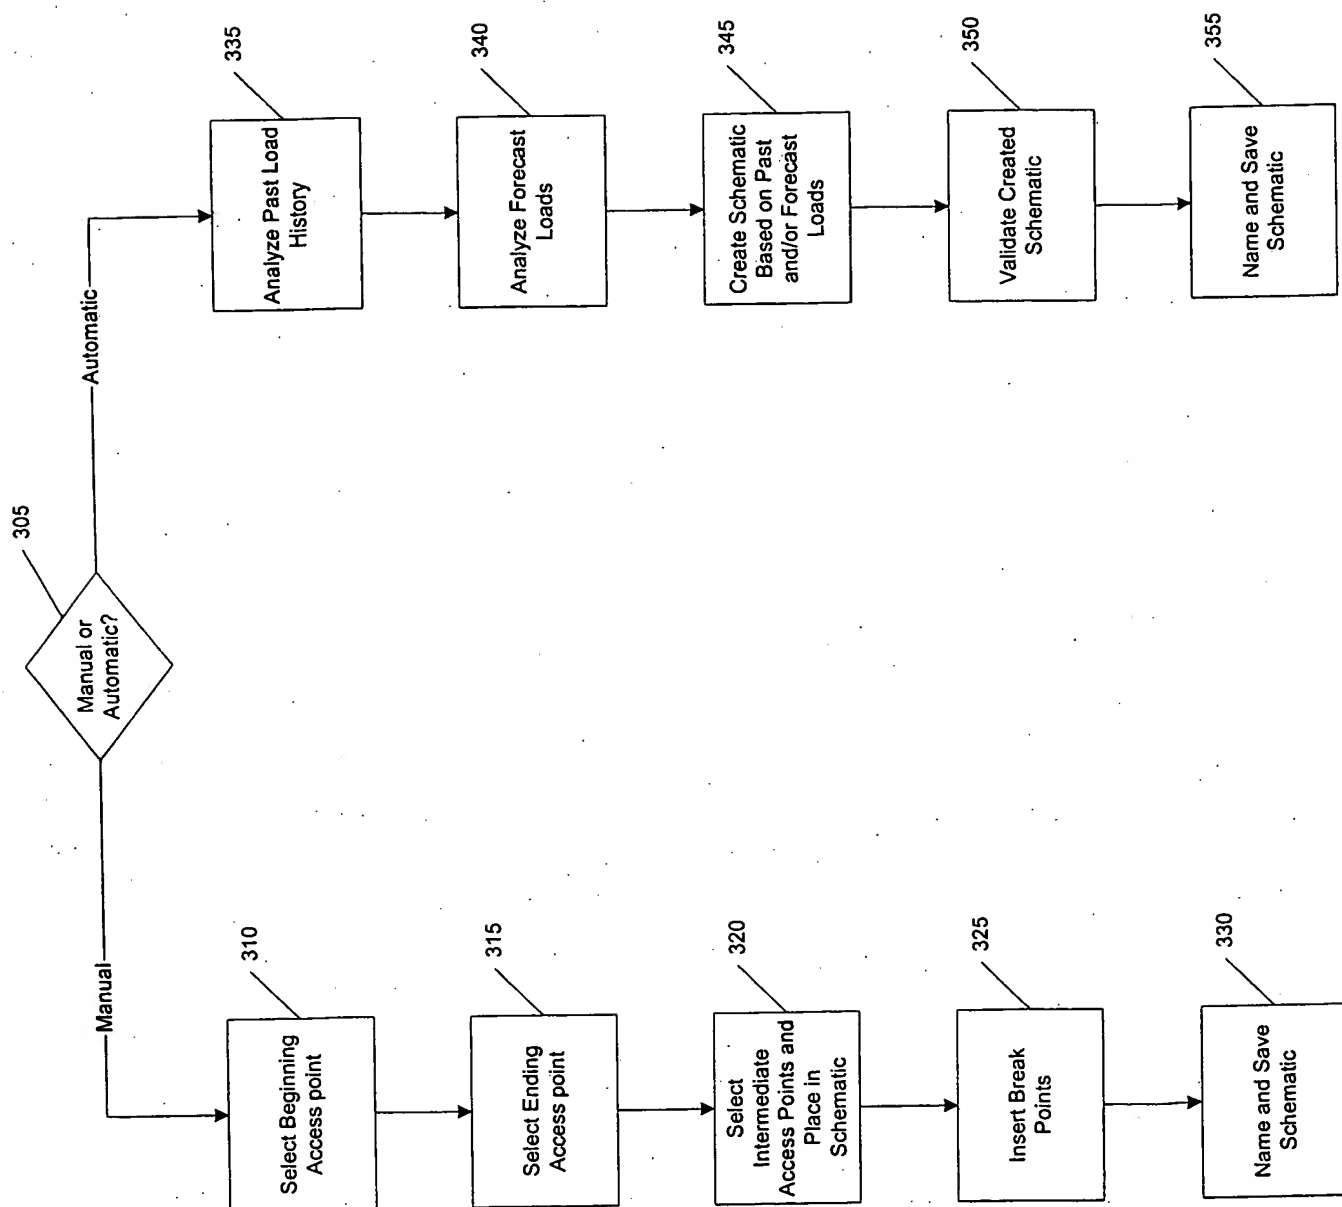 305
Manual or
Automatic?
Manual
Automatic
310
Select Beginning
Access point
315
Select Ending
Access point
320
Select
Intermediate
Access Points and
Place in
Schematic
325
Insert Break
Points
330
Name and Save
Schematic
335
Analyze Past Load
History
340
Analyze Forecast
Loads
345
Create Schematic
Based on Past
and/or Forecast
Loads
350
Validate Created
Schematic
355
Name and Save
Schematic